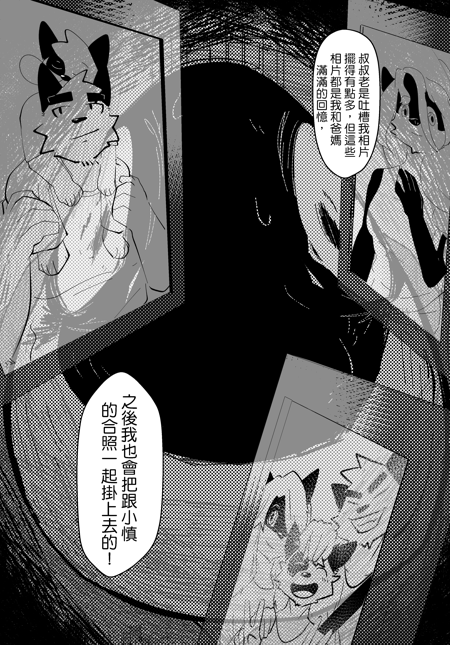 叔叔老是吐槽我相片
擺得有點多，但這些
相片都是我和爸媽
滿滿的回憶，
之後我也會把跟小慎
的合照一起掛上去的！